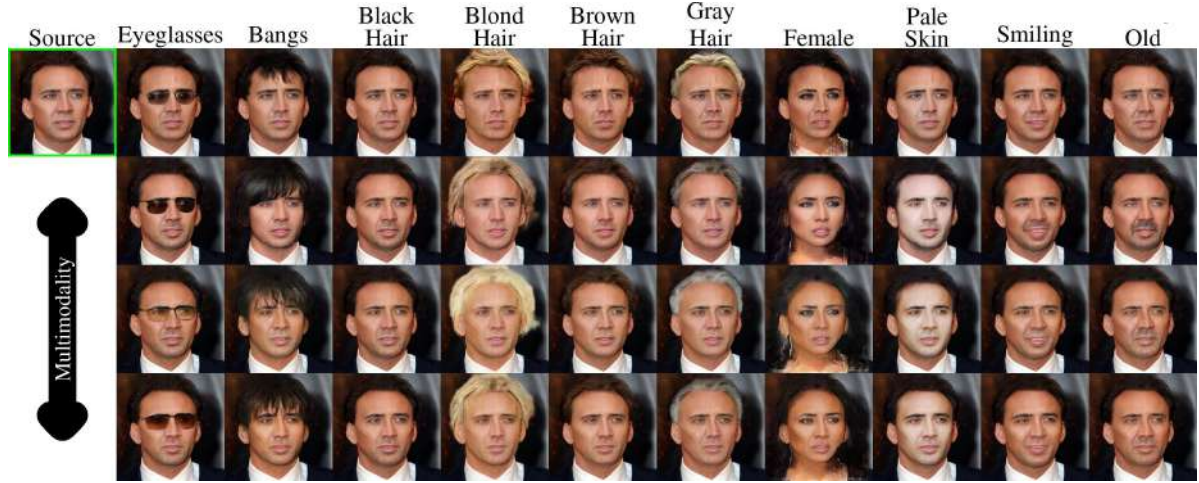 Source
Eyeglasses
Bangs
Black
Hair
Blond
Hair
Brown
Hair
Gray
Hair
Female
Pale
Skin
Smiling
Old
Multimodality